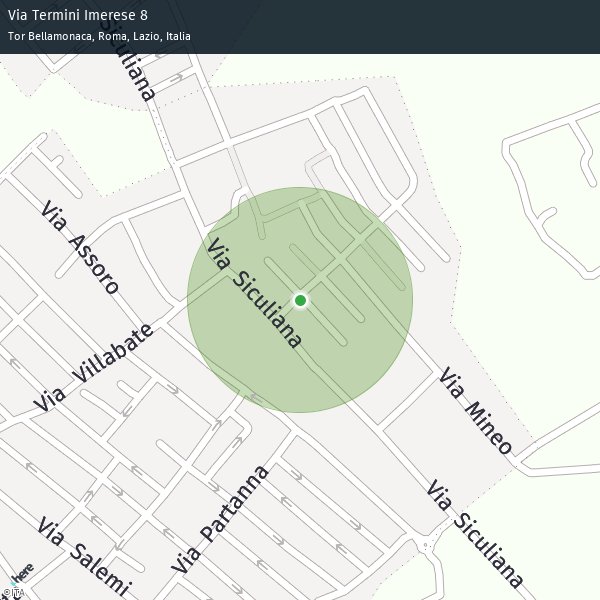 Via Termini Imerese 8
Tor Bellamonaca, Roma, Lazio, Italia
Siculiana
Via Assoro
Via Siculiana
Via Villabate
Via Mineo
Via Partanna
Via Siculiana
Via Salemi
here